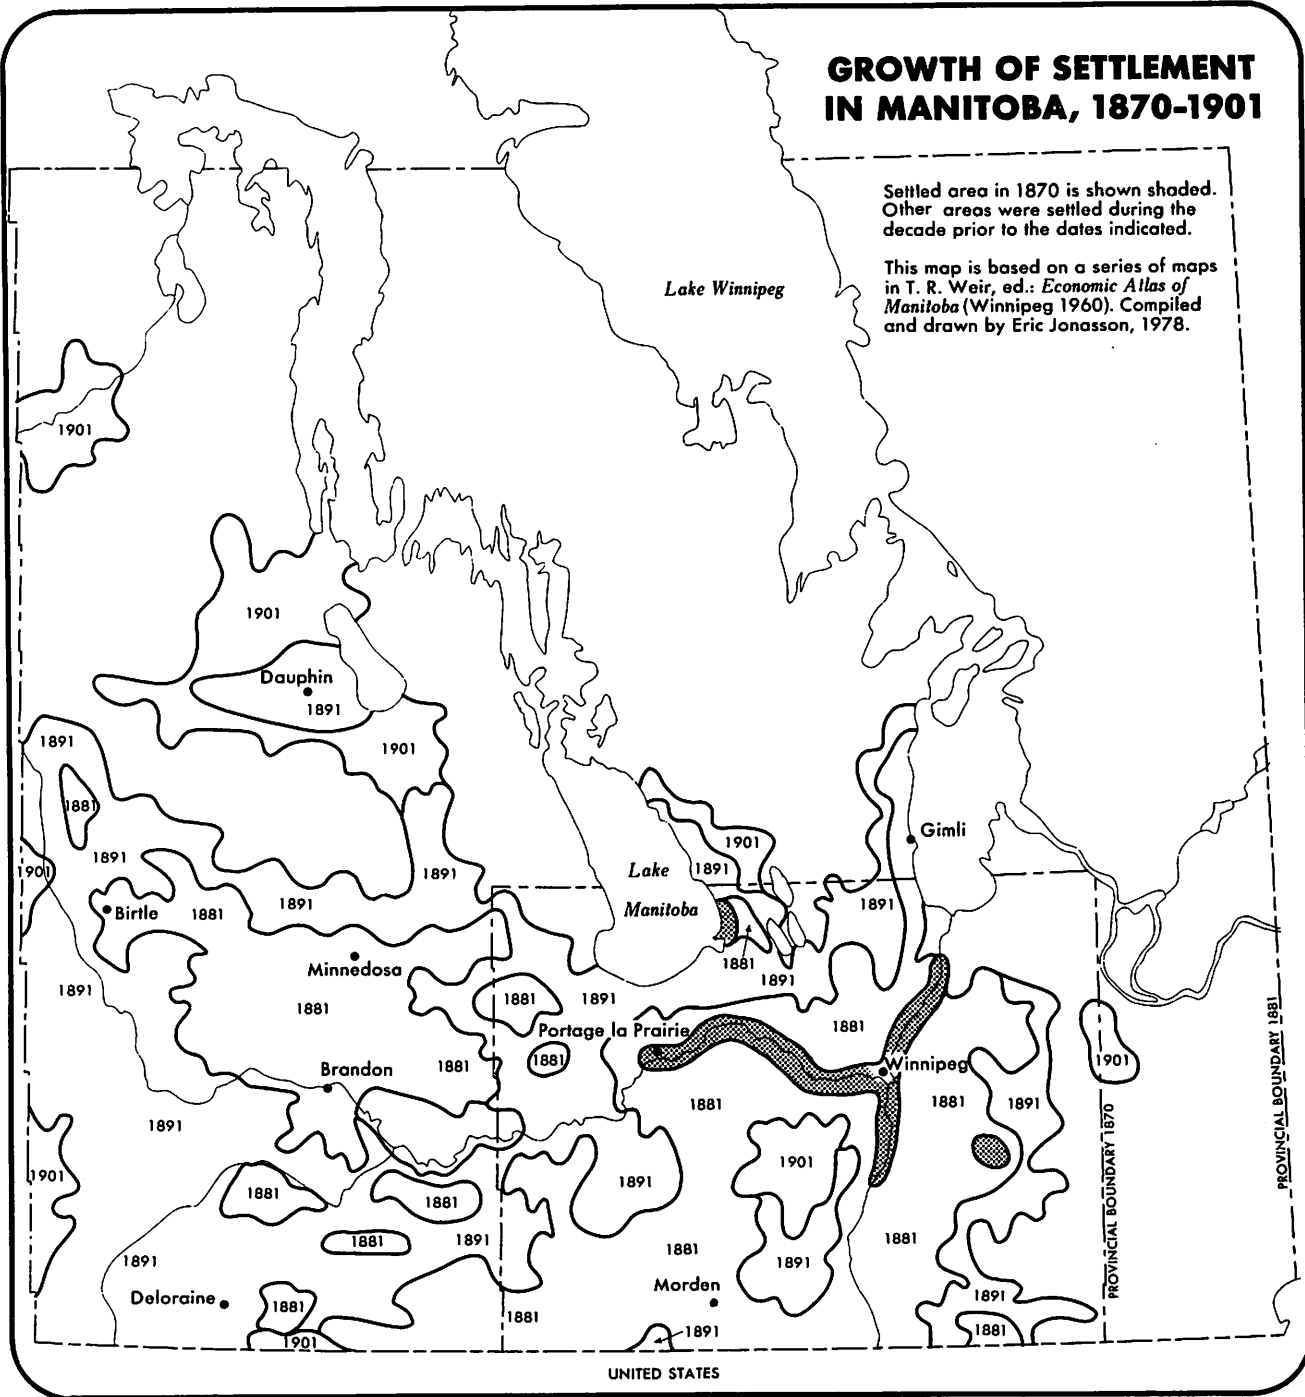 GROWTH OF SETTLEMENT
IN MANITOBA, 1870-1901
Settled area in 1870 is shown shaded.
Other areas were settled during the
decade prior to the dates indicated.
This map is based on a series of maps
in T. R. Weir, ed.: Economic Atlas of
Manitoba (Winnipeg 1960). Compiled
and drawn by Eric Jonasson, 1978.
Lake Winnipeg
1901
1901
Dauphin
1891
1901
1891
1881
1891
1901
Birtle
1881
1891
1891
Minnedosa
1891
1881
Lake
Manitoba
1901
1891
1881
1891
Gimli
1891
1881
1891
Portage la Prairie
1881
1881
1881
Winnipeg
Brandon
1891
1881
1881
1891
1901
1901
1881
1881
1891
1901
1881
1891
1891
1881
1891
1881
Deloraine
1881
1901
1881
Morden
1891
1891
1881
PROVINCIAL BOUNDARY 1870
PROVINCIAL BOUNDARY 1881
UNITED STATES